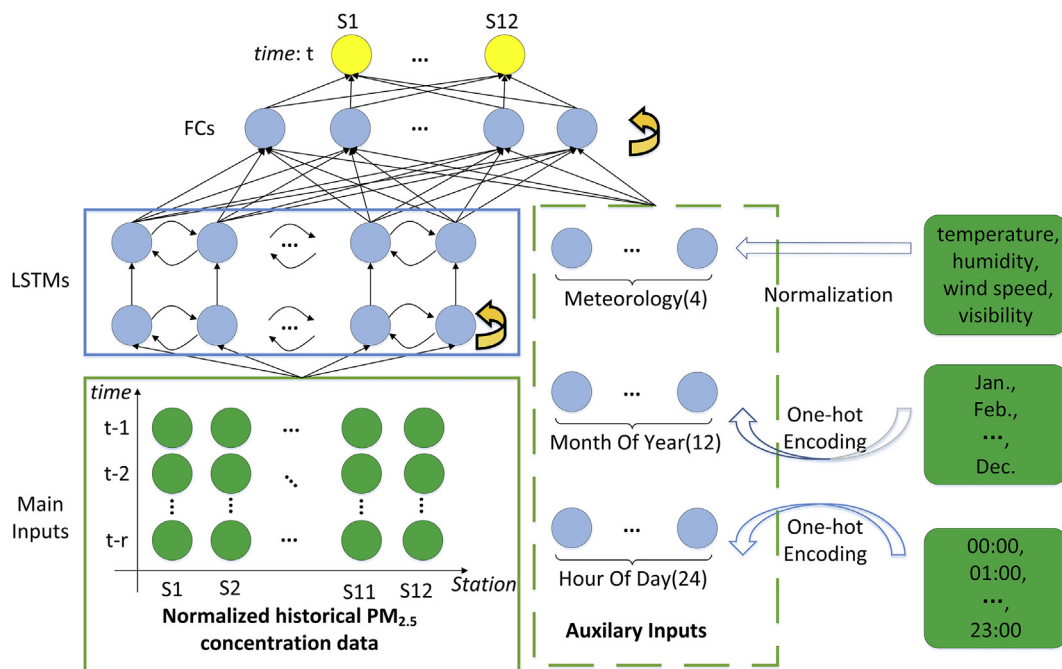 S1 S12
time: t ...
FCs ...
LSTMs
...
...
... ...
... ...
Meteorology(4)
Normalization
temperature,
humidity,
wind speed,
visibility
...
Month Of Year(12)
One-hot
Encoding
Jan.,
Feb.,
...,
Dec.
...
Hour Of Day(24)
One-hot
Encoding
00:00,
01:00,
...,
23:00
Auxilary Inputs
Main
Inputs
time
t-1 ...
t-2
t-r ...
S1 S2 S11 S12 Station
Normalized historical PM2.5
concentration data